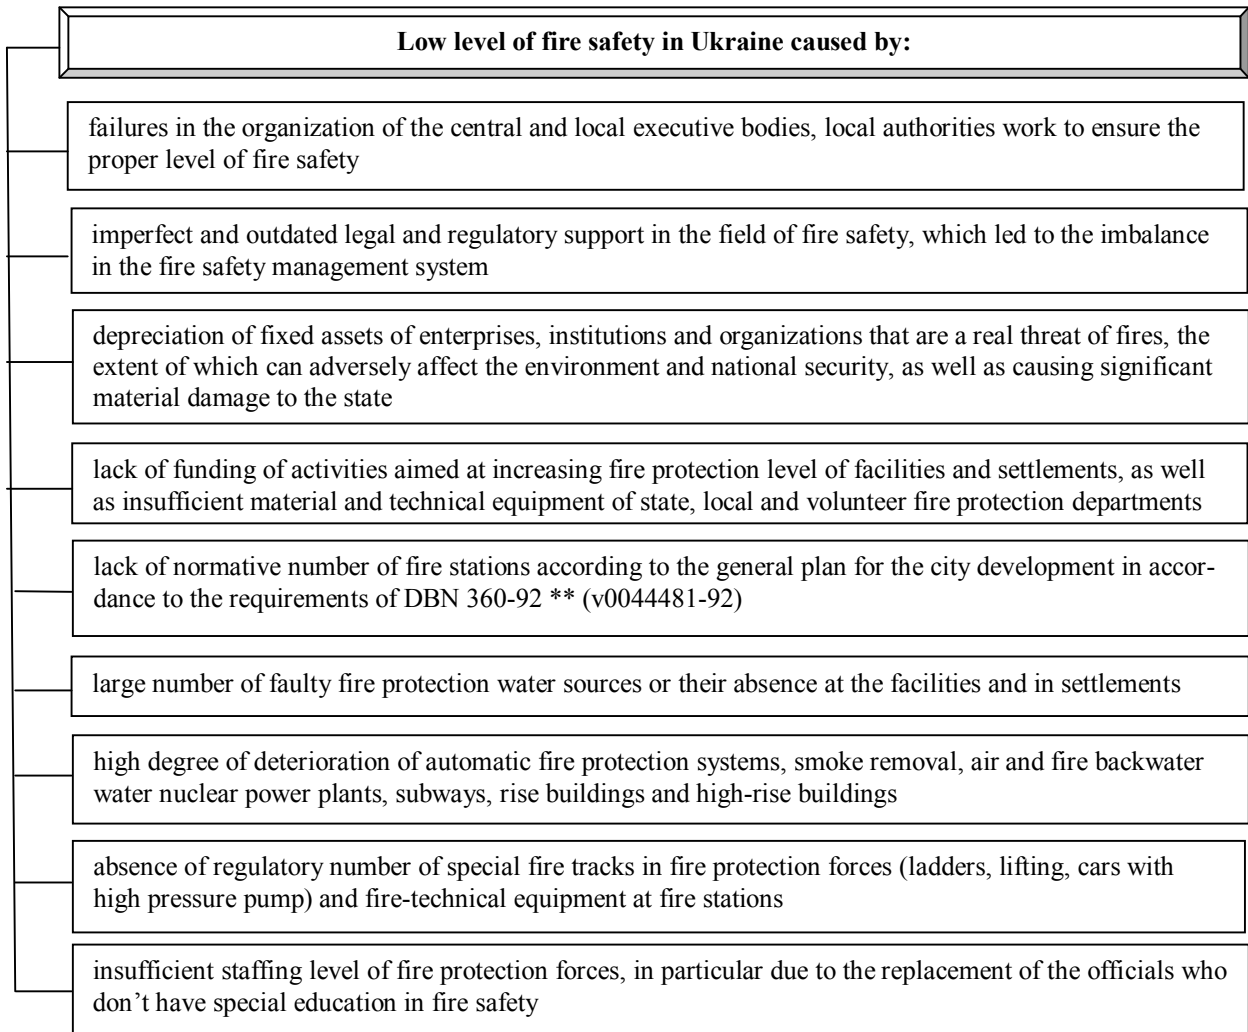 Low level of fire safety in Ukraine caused by:
failures in the organization of the central and local executive bodies, local authorities work to ensure the
proper level of fire safety
imperfect and outdated legal and regulatory support in the field of fire safety, which led to the imbalance
in the fire safety management system
depreciation of fixed assets of enterprises, institutions and organizations that are a real threat of fires, the
extent of which can adversely affect the environment and national security, as well as causing significant
material damage to the state
lack of funding of activities aimed at increasing fire protection level of facilities and settlements, as well
as insufficient material and technical equipment of state, local and volunteer fire protection departments
lack of normative number of fire stations according to the general plan for the city development in accor-
dance to the requirements of DBN 360-92 ** (v0044481-92)
large number of faulty fire protection water sources or their absence at the facilities and in settlements
high degree of deterioration of automatic fire protection systems, smoke removal, air and fire backwater
water nuclear power plants, subways, rise buildings and high-rise buildings
absence of regulatory number of special fire tracks in fire protection forces (ladders, lifting, cars with
high pressure pump) and fire-technical equipment at fire stations
insufficient staffing level of fire protection forces, in particular due to the replacement of the officials who
don’t have special education in fire safety